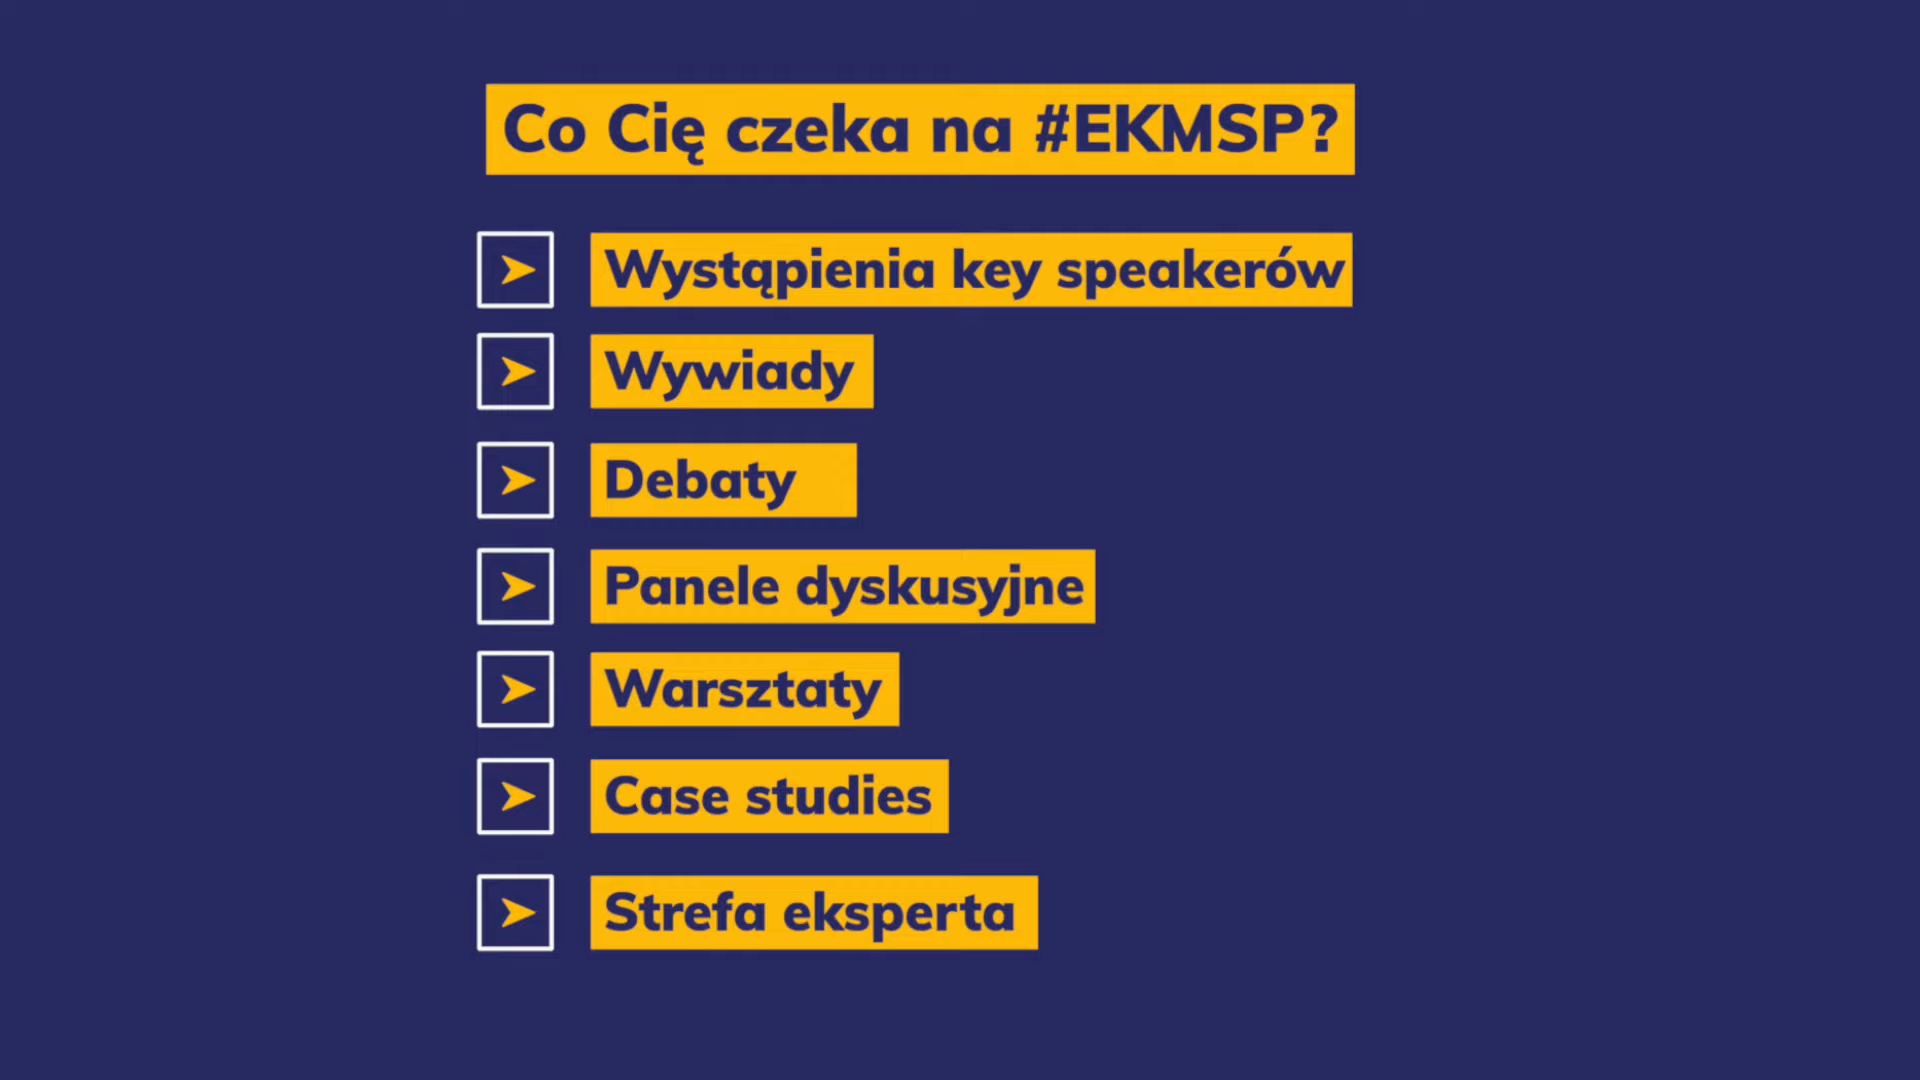 Co Cię czeka na #EKMSP?
Wystąpienia key speakerów
Wywiady
Debaty
Panele dyskusyjne
Warsztaty
Case studies
Strefa eksperta